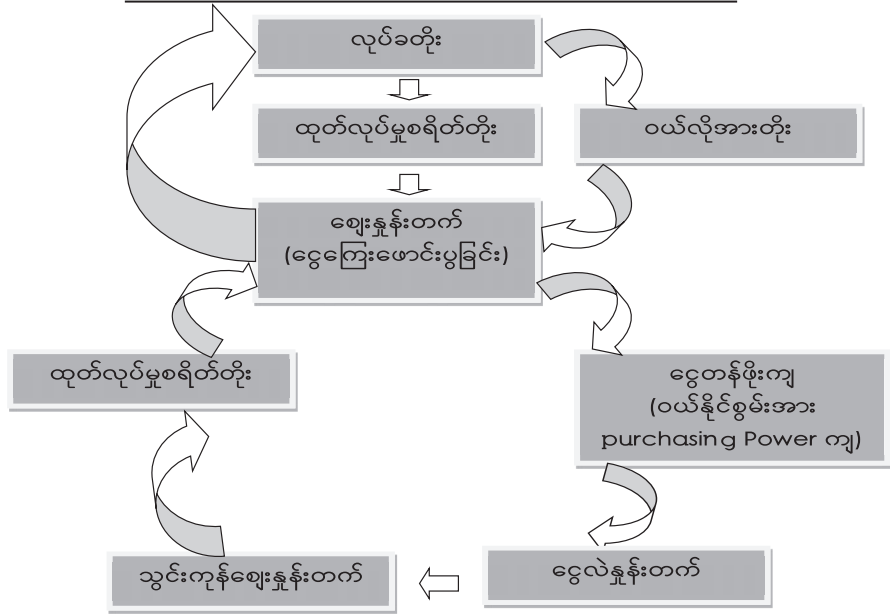 လုပ်ခတိုး
ထုတ်လုပ်မှုစရိတ်တိုး
ဝယ်လိုအားတိုး
ဈေးနှုန်းတက်
(ငွေကြေးဖောင်းပွခြင်း)
ထုတ်လုပ်မှုစရိတ်တိုး
ငွေတန်ဖိုးကျ
(ဝယ်နိုင်စွမ်းအား
purchasing Power ကျ)
သွင်းကုန်ဈေးနှုန်းတက်
ငွေလဲနှုန်းတက်